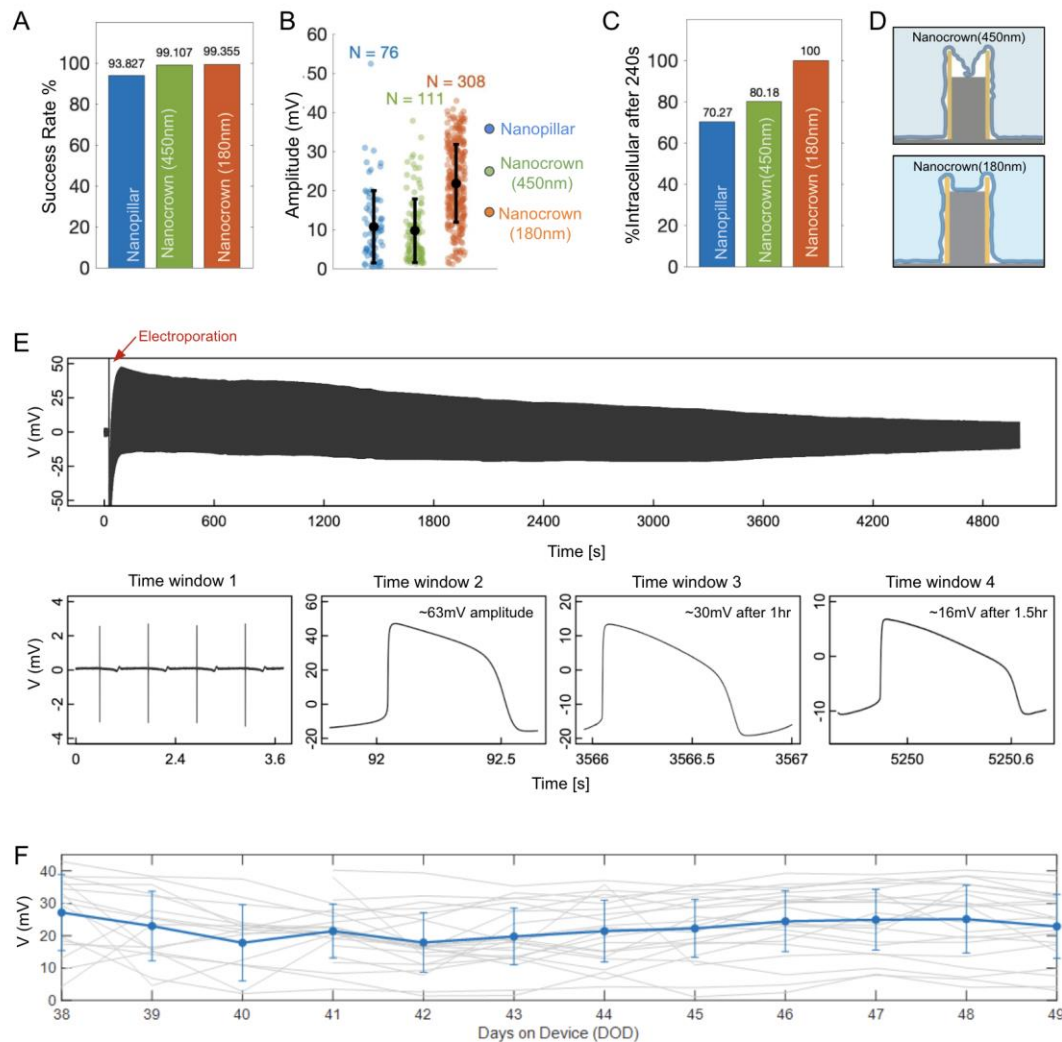 A
Success Rate %
100
80
60
40
20
0
93.827
99.107
99.355
Nanopillar
Nanocrown (450nm)
Nanocrown (180nm)
B
Amplitude (mV)
60
50
40
30
20
10
0
N = 76
N = 111
N = 308
Nanopillar
Nanocrown
(450nm)
Nanocrown
(180nm)
C
%Intracellular after 240s
100
80
60
40
20
0
70.27
80.18
100
Nanopillar
Nanocrown(450nm)
Nanocrown (180nm)
D
Nanocrown(450nm)
Nanocrown(180nm)
E
Electroporation
V (mV)
50
25
0
-25
-50
0 600 1200 1800 2400 3000 3600 4200 4800
Time [s]
Time window 1
V (mV)
4
2
0
-2
-4
0 2.4 3.6
Time window 2
~63mV amplitude
60
40
20
0
-20
92 92.5
Time window 3
~30mV after 1hr
20
10
0
-10
-20
3566 3566.5 3567
Time window 4
~16mV after 1.5hr
10
0
-10
5250 5250.6
Time [s]
F
V (mV)
40
30
20
10
0
38 39 40 41 42 43 44 45 46 47 48 49
Days on Device (DOD)